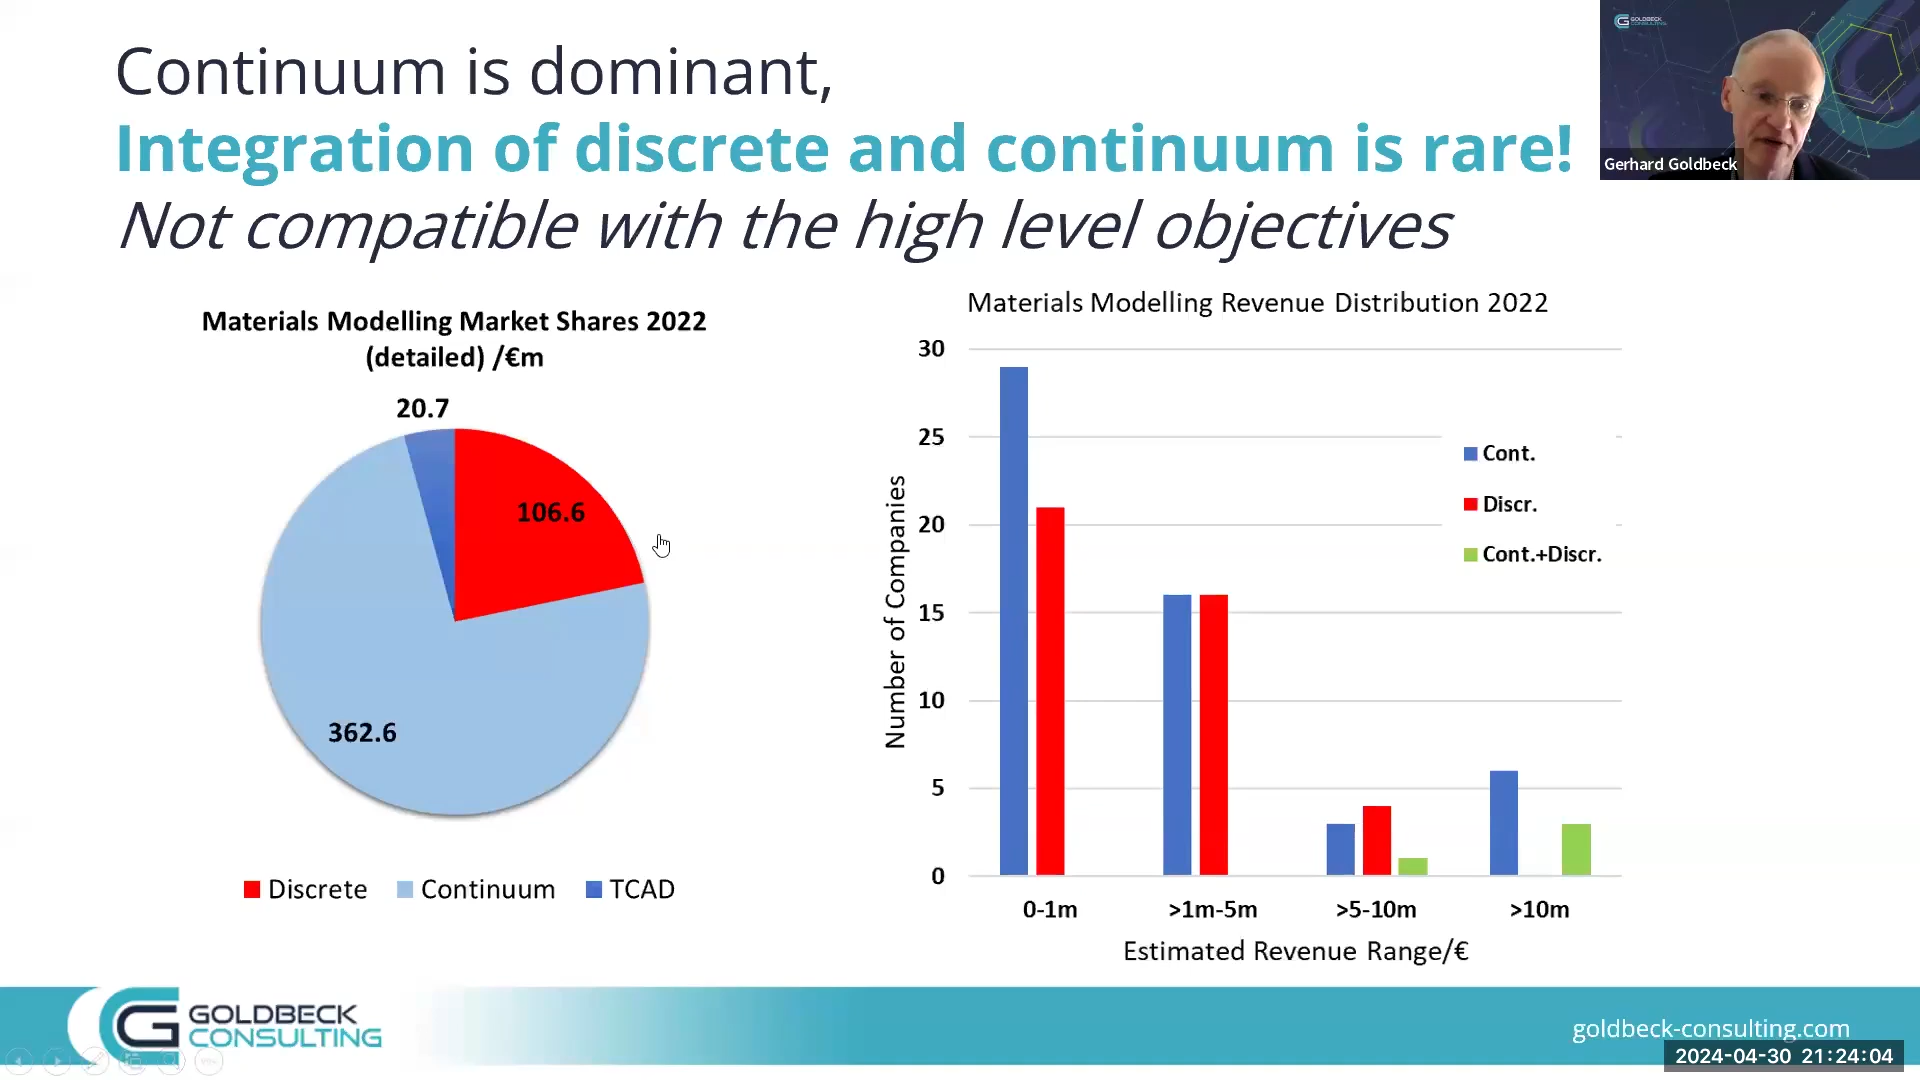 Continuum is dominant,
Integration of discrete and continuum is rare!
Not compatible with the high level objectives
GOLDBECK
CONSULTING
Gerhard Goldbeck
Materials Modelling Market Shares 2022
(detailed) /€m
20.7
106.6
362.6
Discrete
Continuum
TCAD
Materials Modelling Revenue Distribution 2022
Number of Companies
30
25
20
15
10
5
0
Cont.
Discr.
Cont.+Discr.
0-1m
>1m-5m
>5-10m
>10m
Estimated Revenue Range/€
GOLDBECK
CONSULTING
goldbeck-consulting.com
2024-04-30 21:24:04